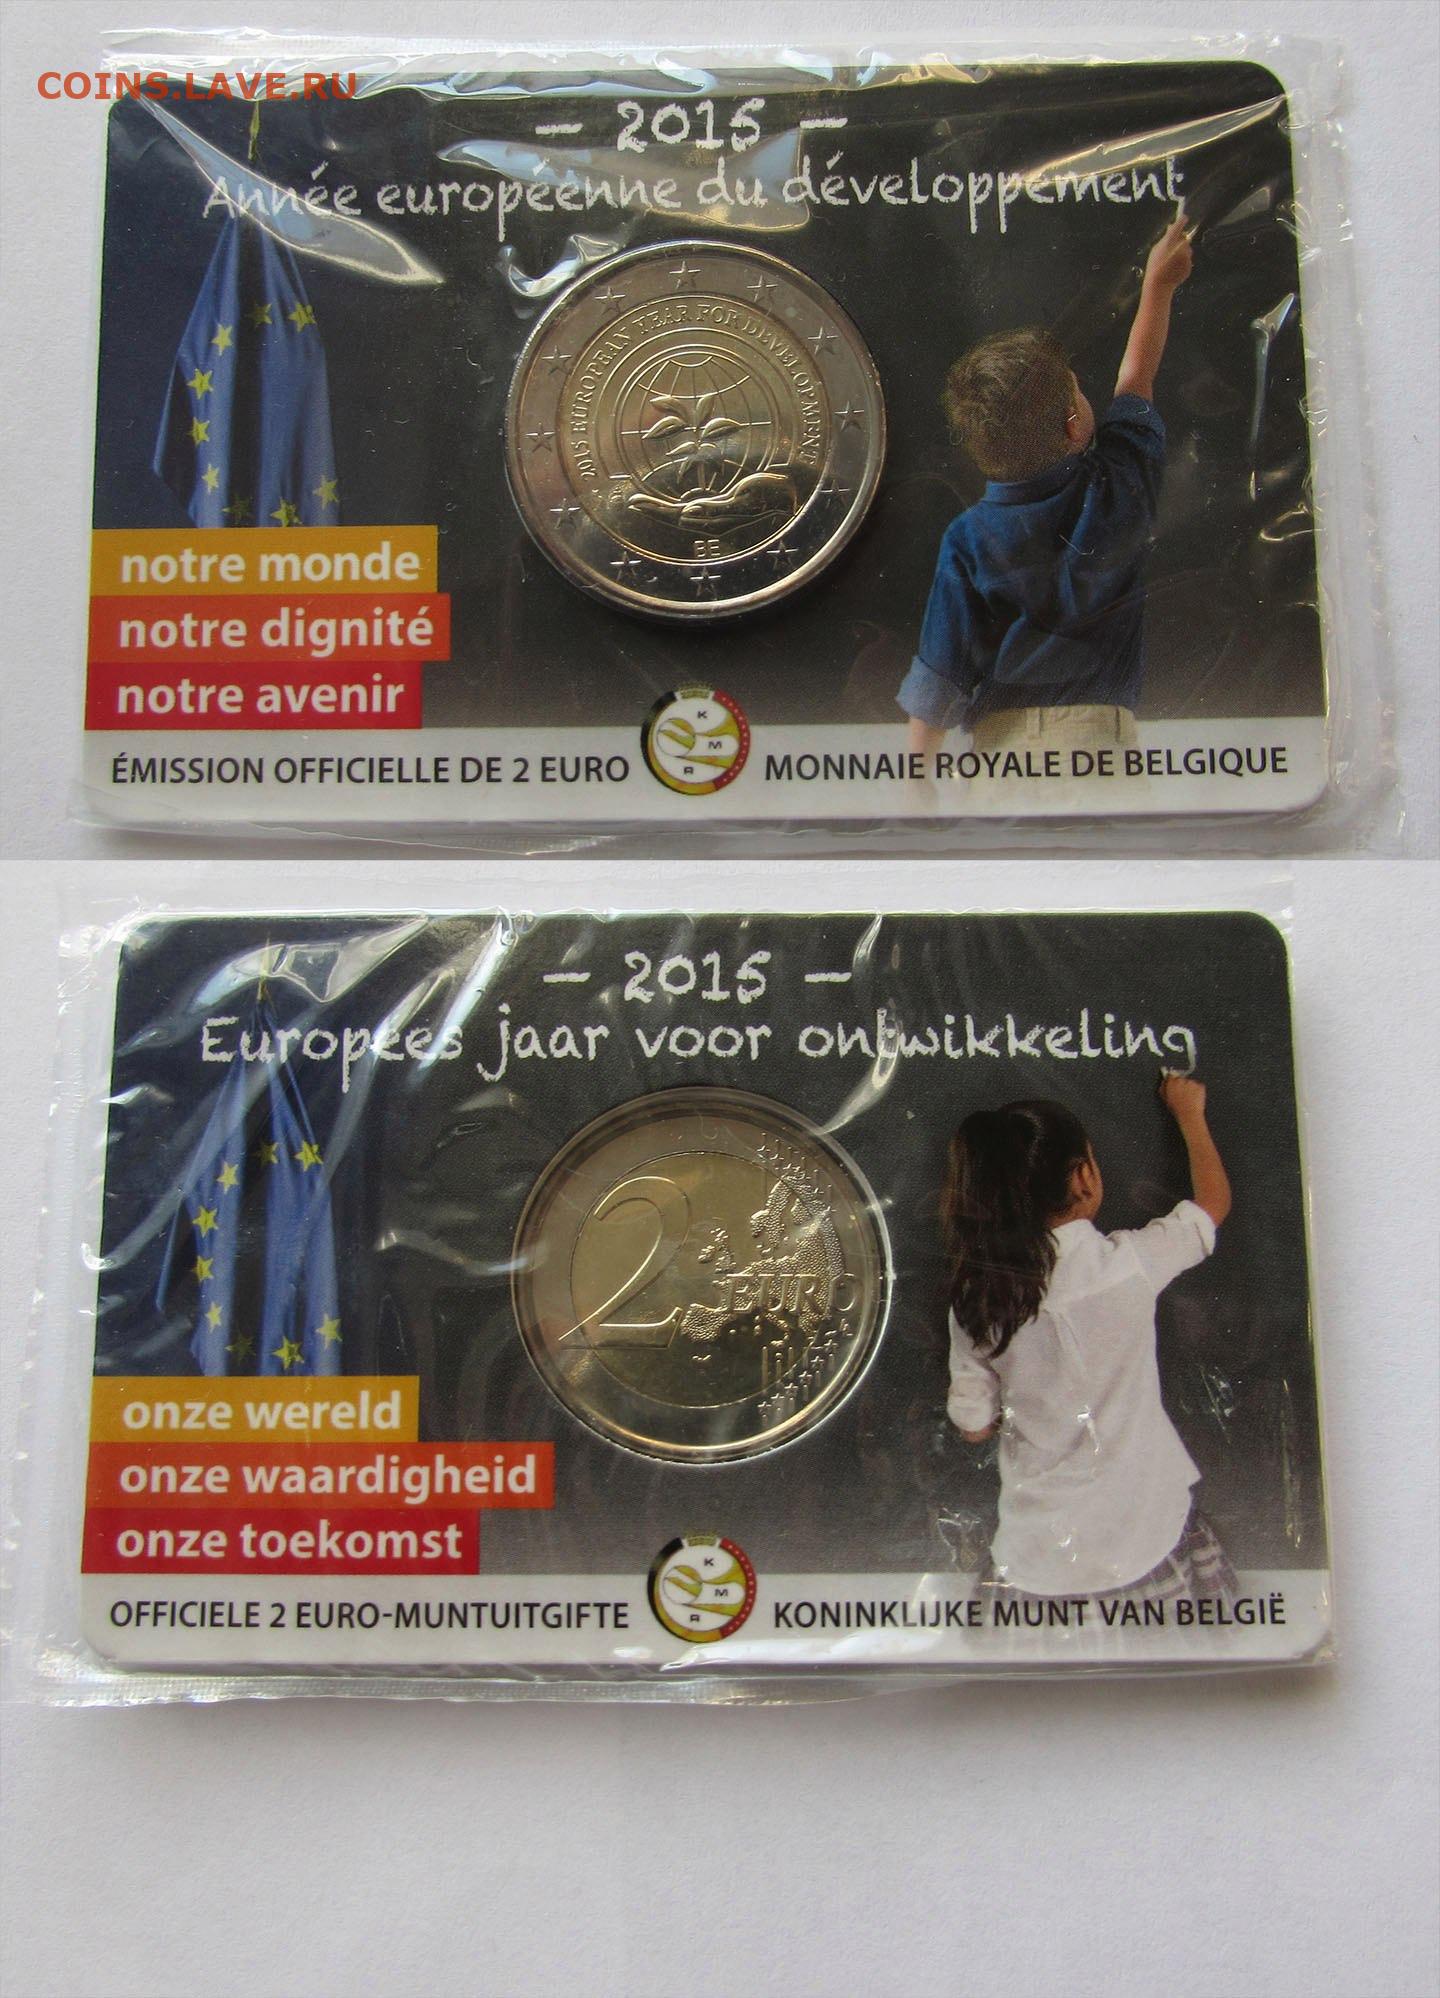 COINS.LAVE.RU
– 2015 –
Année européenne du développement
2015 EUROPEAN YEAR FOR DEVELOPMENT
BE
notre monde
notre dignité
notre avenir
K
M
R
ÉMISSION OFFICIELLE DE 2 EURO MONNAIE ROYALE DE BELGIQUE
– 2015 –
Europees jaar voor ontwikkeling
2 EURO
onze wereld
onze waardigheid
onze toekomst
K
M
R
OFFICIELE 2 EURO-MUNTUITGIFTE KONINKLIJKE MUNT VAN BELGIË